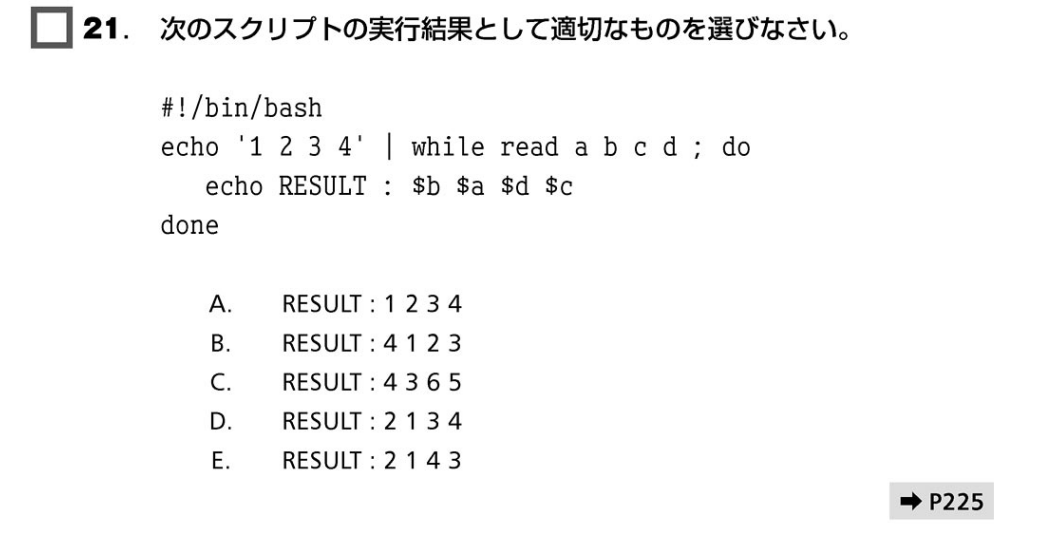 21. 次のスクリプトの実行結果として適切なものを選びなさい。
#!/bin/bash
echo '1 2 3 4' | while read a b c d ; do
   echo RESULT : $b $a $d $c
done
A. RESULT : 1 2 3 4
B. RESULT : 4 1 2 3
C. RESULT : 4 3 6 5
D. RESULT : 2 1 3 4
E. RESULT : 2 1 4 3
➡ P225